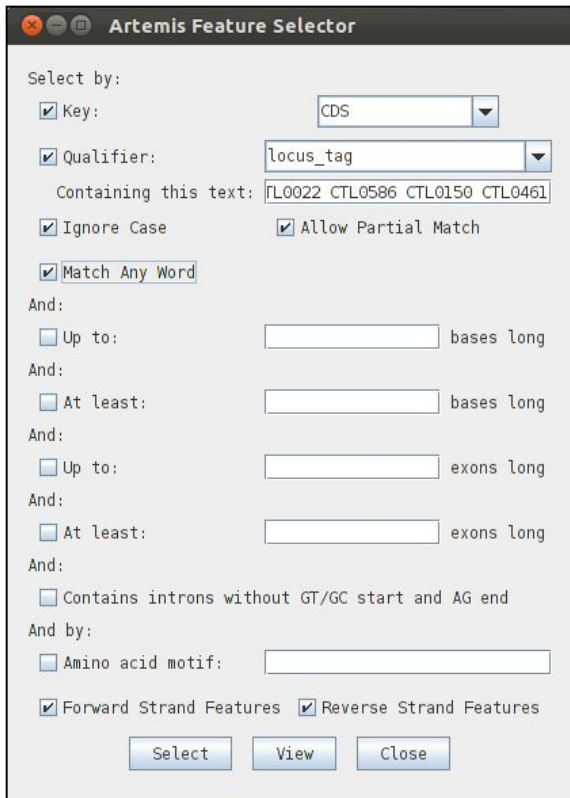 Artemis Feature Selector
Select by:
Key: CDS
Qualifier: locus_tag
Containing this text: TL0022 CTL0586 CTL0150 CTL0461
Ignore Case Allow Partial Match
Match Any Word
And:
Up to: bases long
And:
At least: bases long
And:
Up to: exons long
And:
At least: exons long
And:
Contains introns without GT/GC start and AG end
And by:
Amino acid motif:
Forward Strand Features Reverse Strand Features
Select View Close